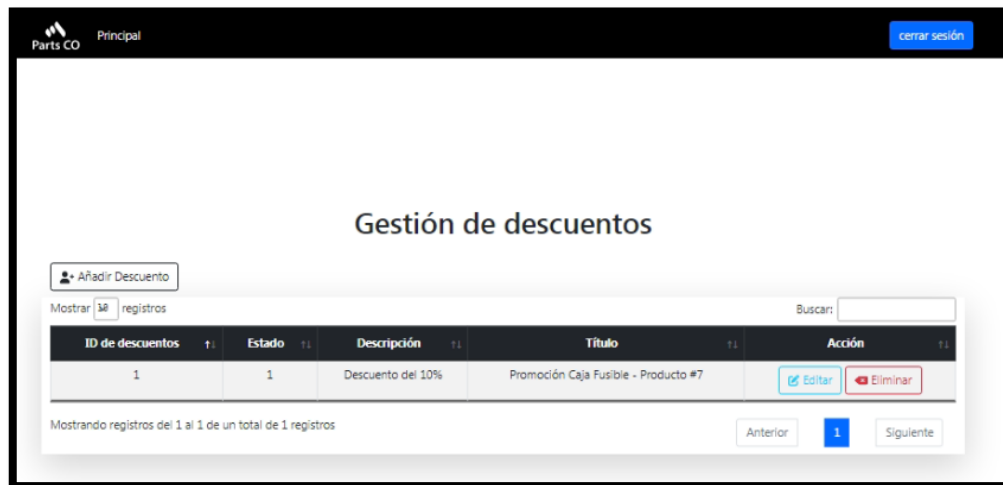 Parts CO
Principal
cerrar sesión
Gestión de descuentos
Añadir Descuento
Mostrar 10 registros
Buscar:
ID de descuentos Estado Descripción Título Acción
1 1 Descuento del 10% Promoción Caja Fusible - Producto #7 Editar Eliminar
Mostrando registros del 1 al 1 de un total de 1 registros
Anterior 1 Siguiente